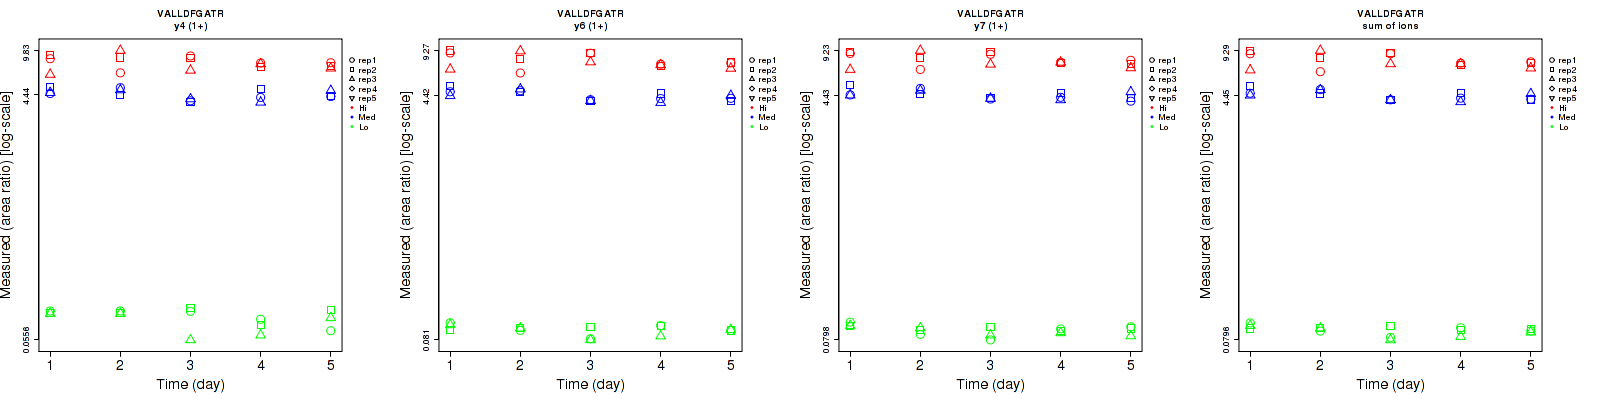 VALLDFGATR
y4 (1+)
Measured (area ratio) [log-scale]
9.83
4.44
0.0556
1 2 3 4 5
Time (day)
rep1
rep2
rep3
rep4
rep5
Hi
Med
Lo
VALLDFGATR
y6 (1+)
Measured (area ratio) [log-scale]
9.27
4.42
0.081
1 2 3 4 5
Time (day)
rep1
rep2
rep3
rep4
rep5
Hi
Med
Lo
VALLDFGATR
y7 (1+)
Measured (area ratio) [log-scale]
9.23
4.43
0.0798
1 2 3 4 5
Time (day)
rep1
rep2
rep3
rep4
rep5
Hi
Med
Lo
VALLDFGATR
sum of ions
Measured (area ratio) [log-scale]
9.29
4.45
0.0796
1 2 3 4 5
Time (day)
rep1
rep2
rep3
rep4
rep5
Hi
Med
Lo